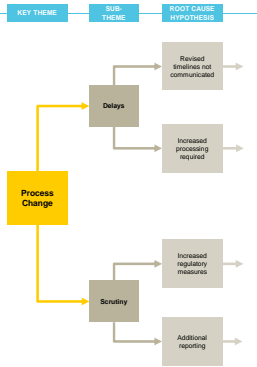 KEY THEME
SUB-
THEME
ROOT CAUSE
HYPOTHESIS
Revised
timelines not
communicated
Delays
Increased
processing
required
Process
Change
Increased
regulatory
measures
Scrutiny
Additional
reporting